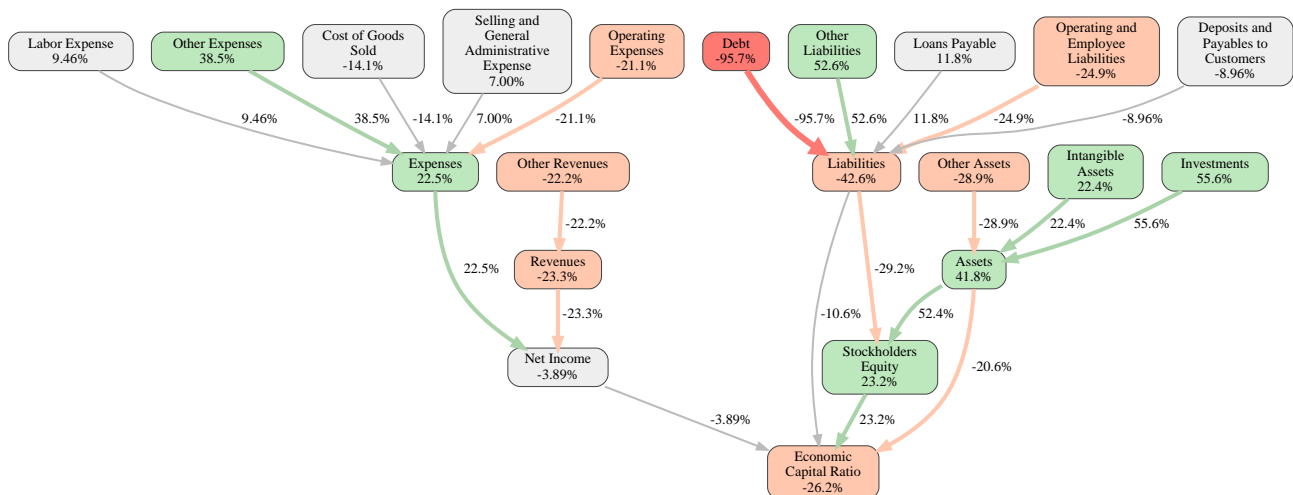 Labor Expense
9.46%
Other Expenses
38.5%
Cost of Goods
Sold
-14.1%
Selling and
General
Administrative
Expense
7.00%
Operating
Expenses
-21.1%
Debt
-95.7%
Other
Liabilities
52.6%
Loans Payable
11.8%
Operating and
Employee
Liabilities
-24.9%
Deposits and
Payables to
Customers
-8.96%
9.46%
38.5%
-14.1%
7.00%
-21.1%
-95.7%
52.6%
11.8%
-24.9%
-8.96%
Expenses
22.5%
Other Revenues
-22.2%
Liabilities
-42.6%
Other Assets
-28.9%
Intangible
Assets
22.4%
Investments
55.6%
-22.2%
-28.9%
22.4%
55.6%
22.5%
Revenues
-23.3%
-29.2%
Assets
41.8%
-23.3%
-10.6%
52.4%
Net Income
-3.89%
Stockholders
Equity
23.2%
-20.6%
-3.89%
23.2%
Economic
Capital Ratio
-26.2%